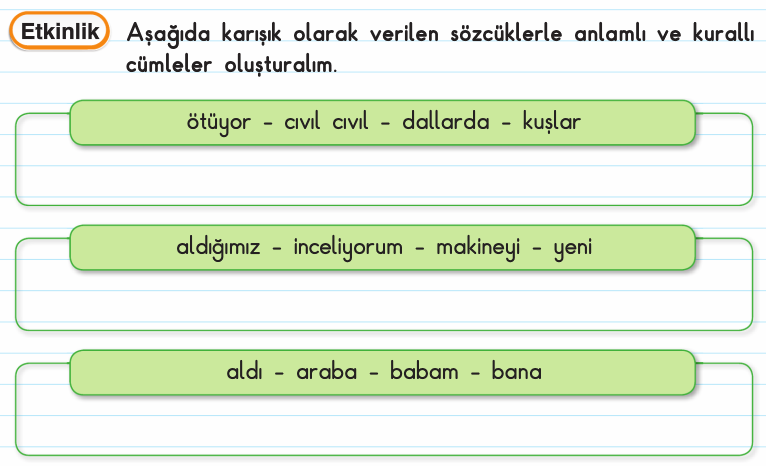 Etkinlik
Aşağıda karışık olarak verilen sözcüklerle anlamlı ve kurallı
cümleler oluşturalım.
ötüyor - cıvıl cıvıl - dallarda - kuşlar
aldığımız - inceliyorum - makineyi - yeni
aldı - araba - babam - bana